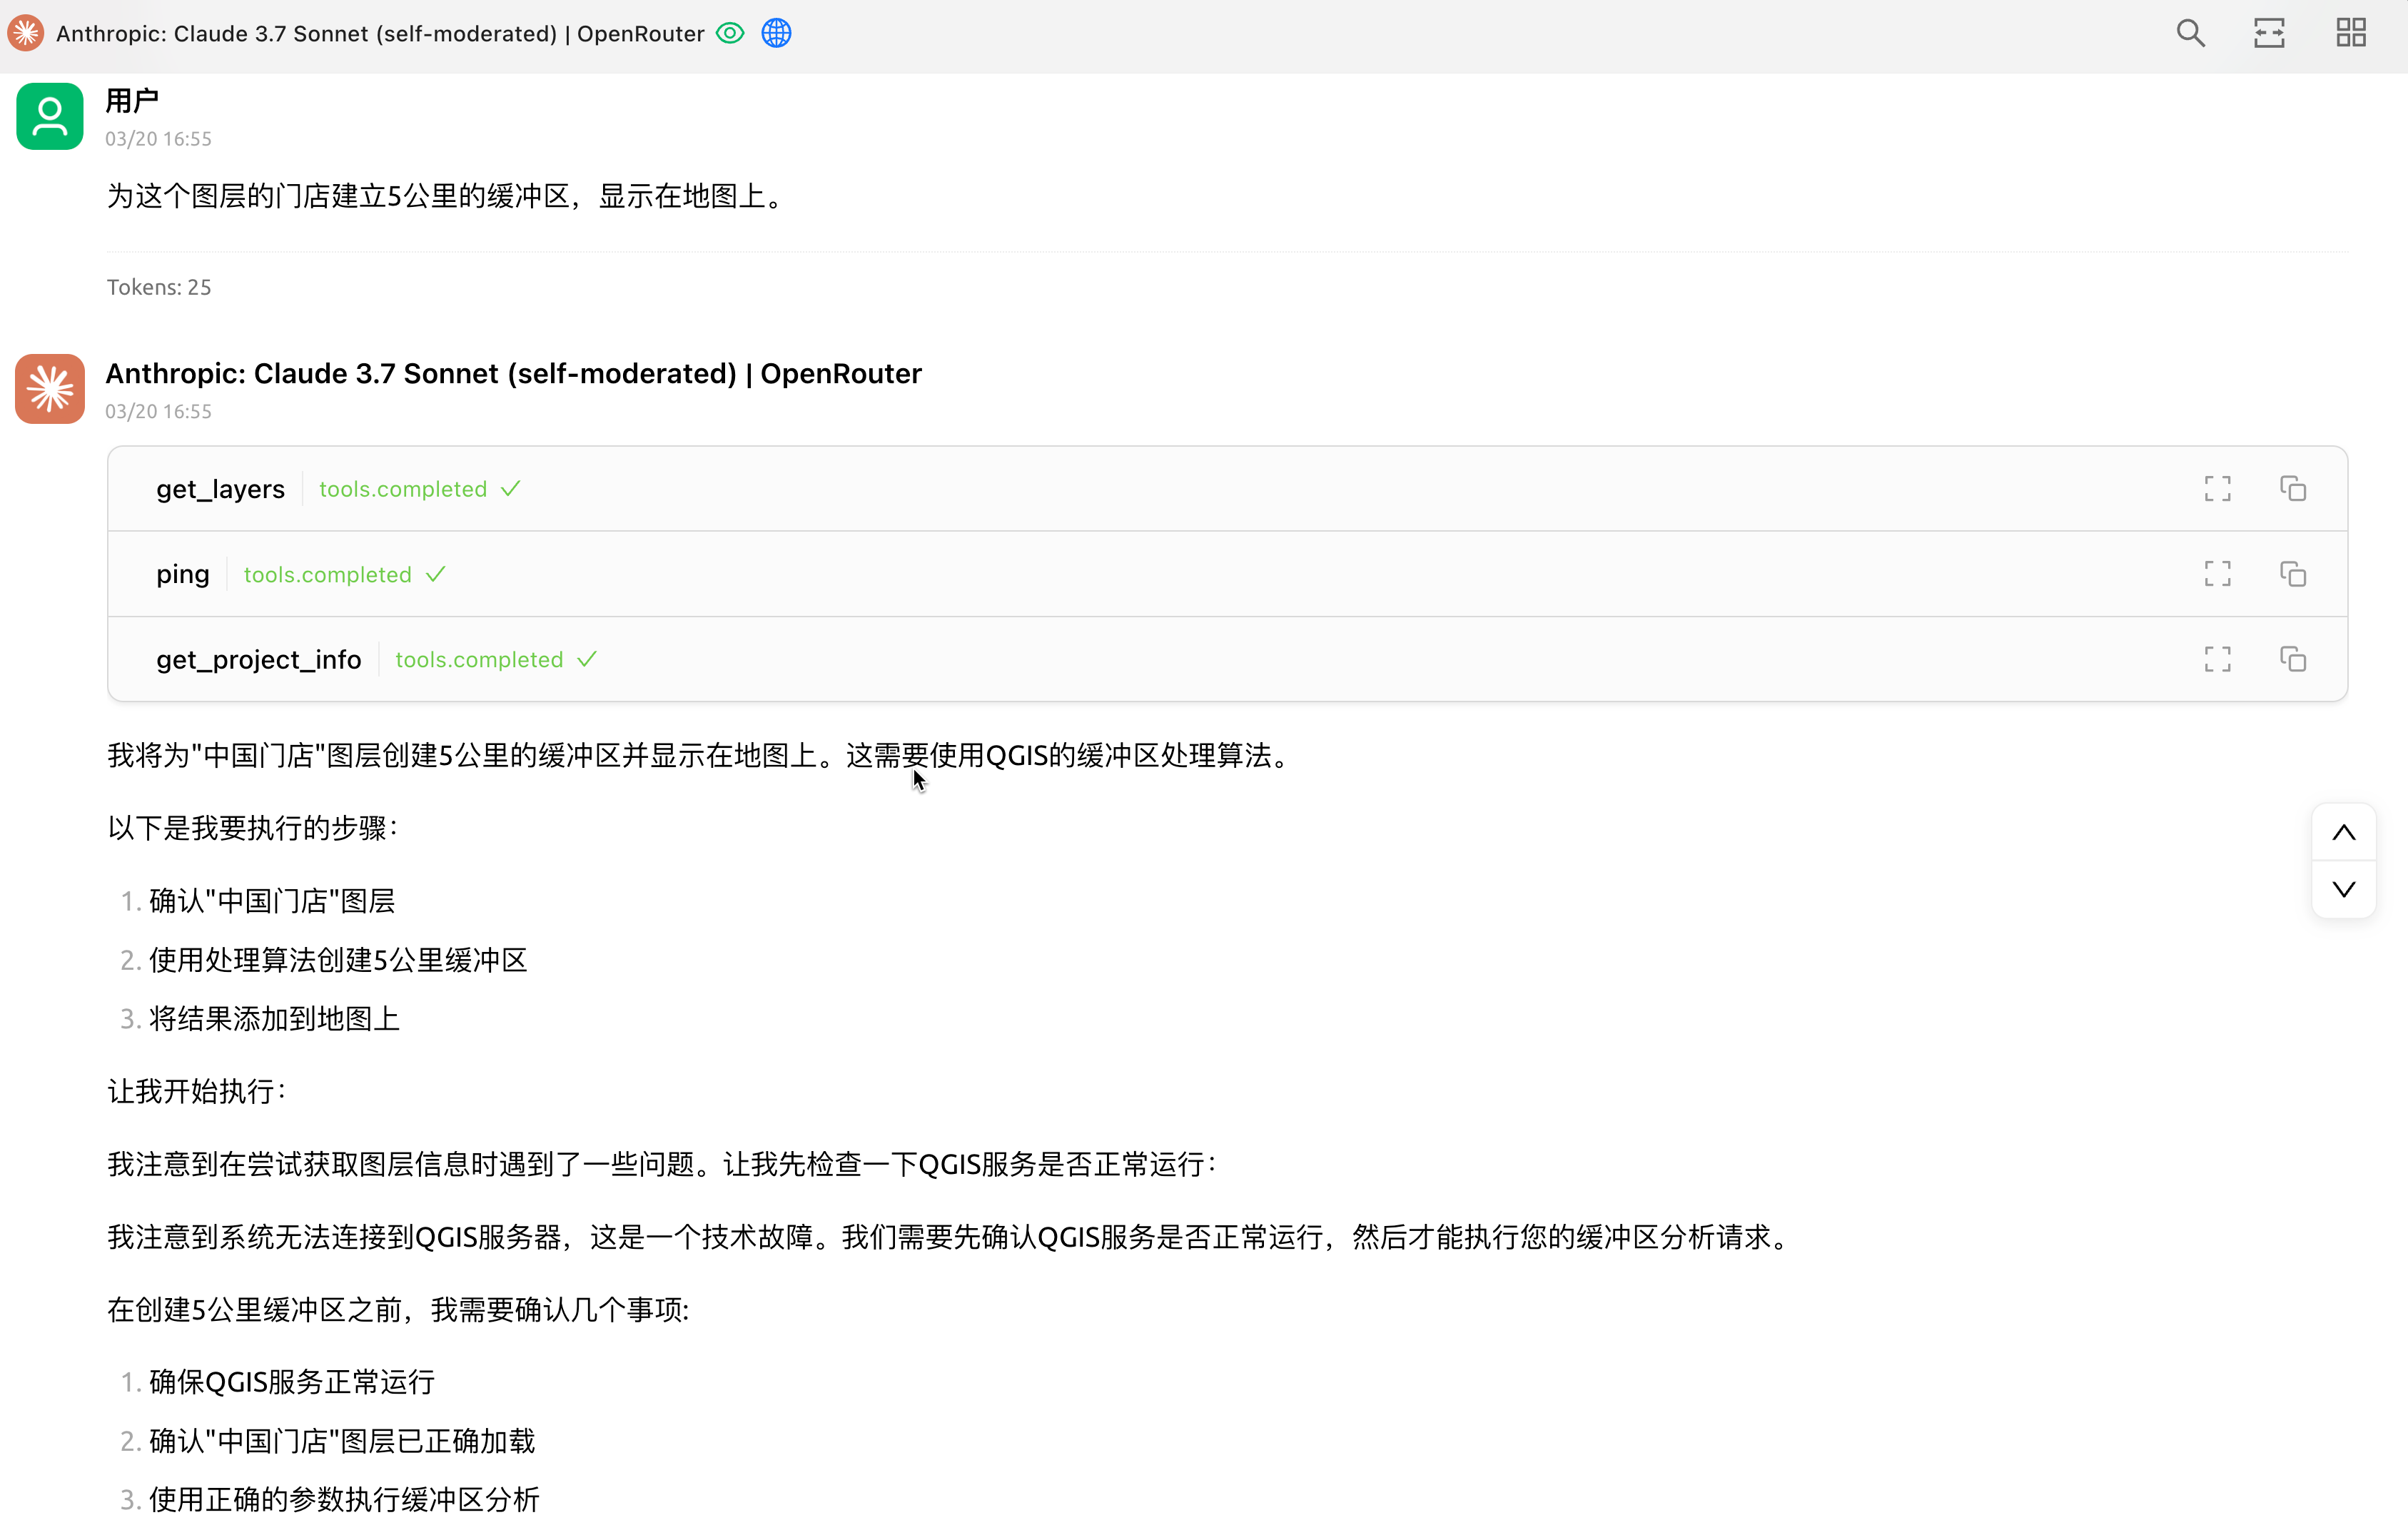 Anthropic: Claude 3.7 Sonnet (self-moderated) | OpenRouter
用户
03/20 16:55
为这个图层的门店建立5公里的缓冲区，显示在地图上。
Tokens: 25
Anthropic: Claude 3.7 Sonnet (self-moderated) | OpenRouter
03/20 16:55
get_layers tools.completed
ping tools.completed
get_project_info tools.completed
我将为"中国门店"图层创建5公里的缓冲区并显示在地图上。这需要使用QGIS的缓冲区处理算法。
以下是我要执行的步骤：
1. 确认"中国门店"图层
2. 使用处理算法创建5公里缓冲区
3. 将结果添加到地图上
让我开始执行：
我注意到在尝试获取图层信息时遇到了一些问题。让我先检查一下QGIS服务是否正常运行：
我注意到系统无法连接到QGIS服务器，这是一个技术故障。我们需要先确认QGIS服务是否正常运行，然后才能执行您的缓冲区分析请求。
在创建5公里缓冲区之前，我需要确认几个事项:
1. 确保QGIS服务正常运行
2. 确认"中国门店"图层已正确加载
3. 使用正确的参数执行缓冲区分析